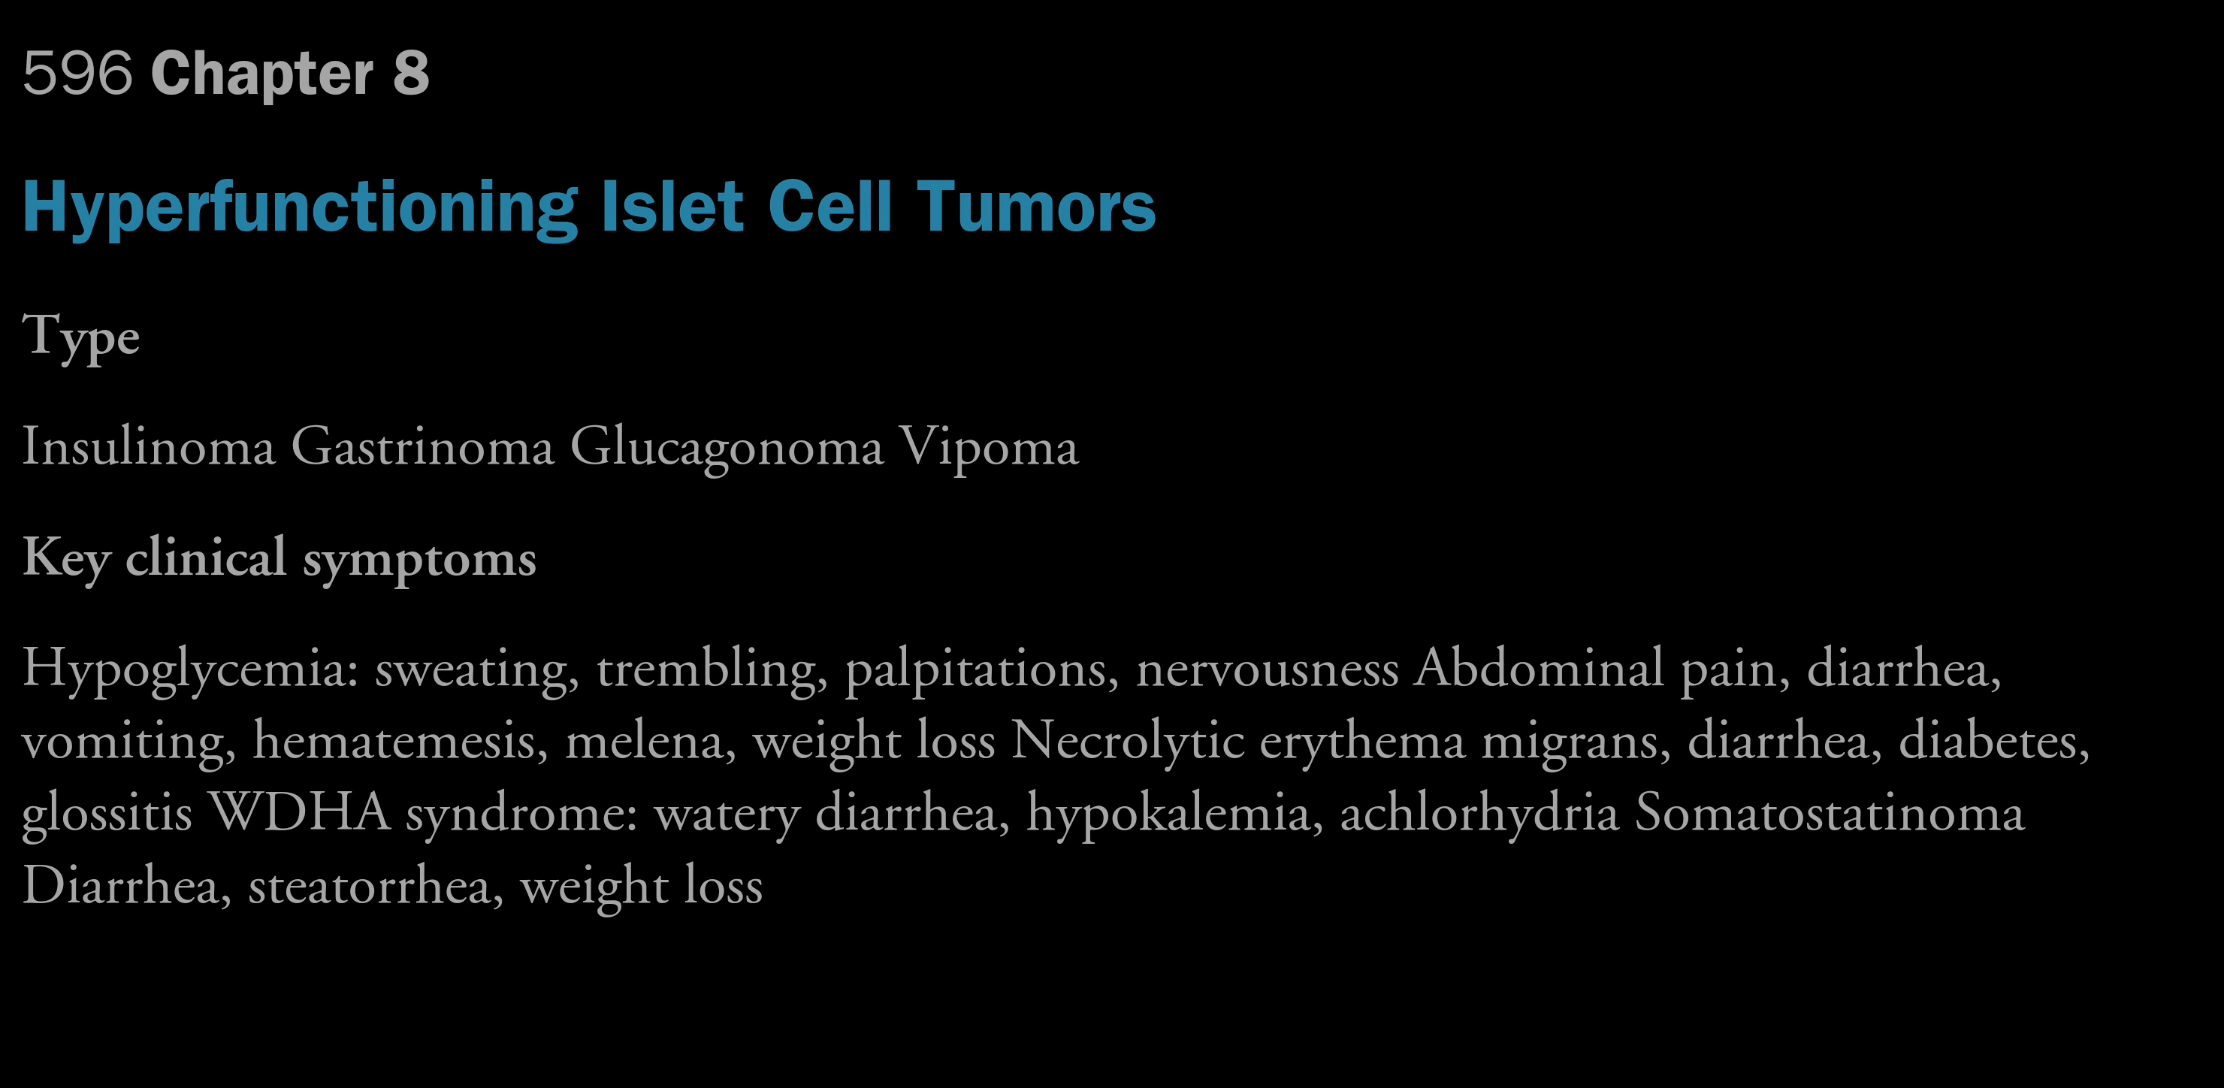 596 Chapter 8
Hyperfunctioning Islet Cell Tumors
Type
Insulinoma Gastrinoma Glucagonoma Vipoma
Key clinical symptoms
Hypoglycemia: sweating, trembling, palpitations, nervousness Abdominal pain, diarrhea,
vomiting, hematemesis, melena, weight loss Necrolytic erythema migrans, diarrhea, diabetes,
glossitis WDHA syndrome: watery diarrhea, hypokalemia, achlorhydria Somatostatinoma
Diarrhea, steatorrhea, weight loss